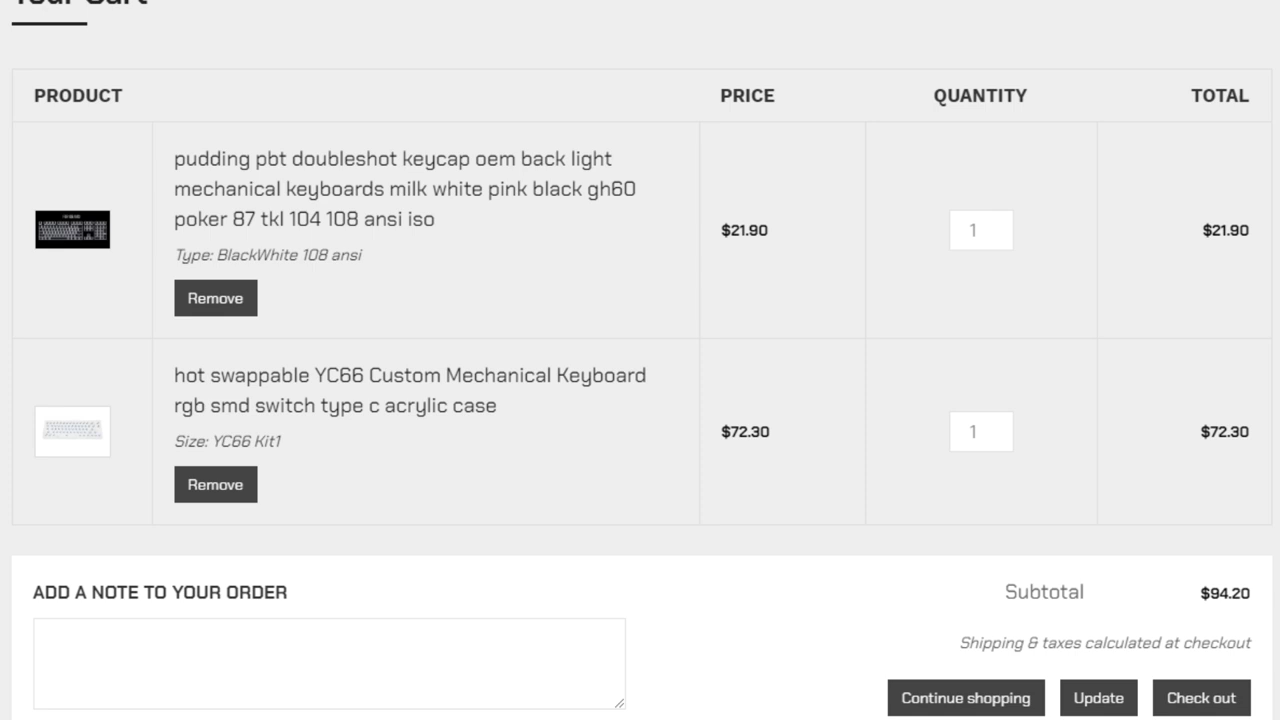 Your Cart
PRODUCT PRICE QUANTITY TOTAL
pudding pbt doubleshot keycap oem back light
mechanical keyboards milk white pink black gh60
poker 87 tkl 104 108 ansi iso
Type: BlackWhite 108 ansi
Remove
$21.90 1 $21.90
hot swappable YC66 Custom Mechanical Keyboard
rgb smd switch type c acrylic case
Size: YC66 Kit1
Remove
$72.30 1 $72.30
ADD A NOTE TO YOUR ORDER
Subtotal $94.20
Shipping & taxes calculated at checkout
Continue shopping Update Check out